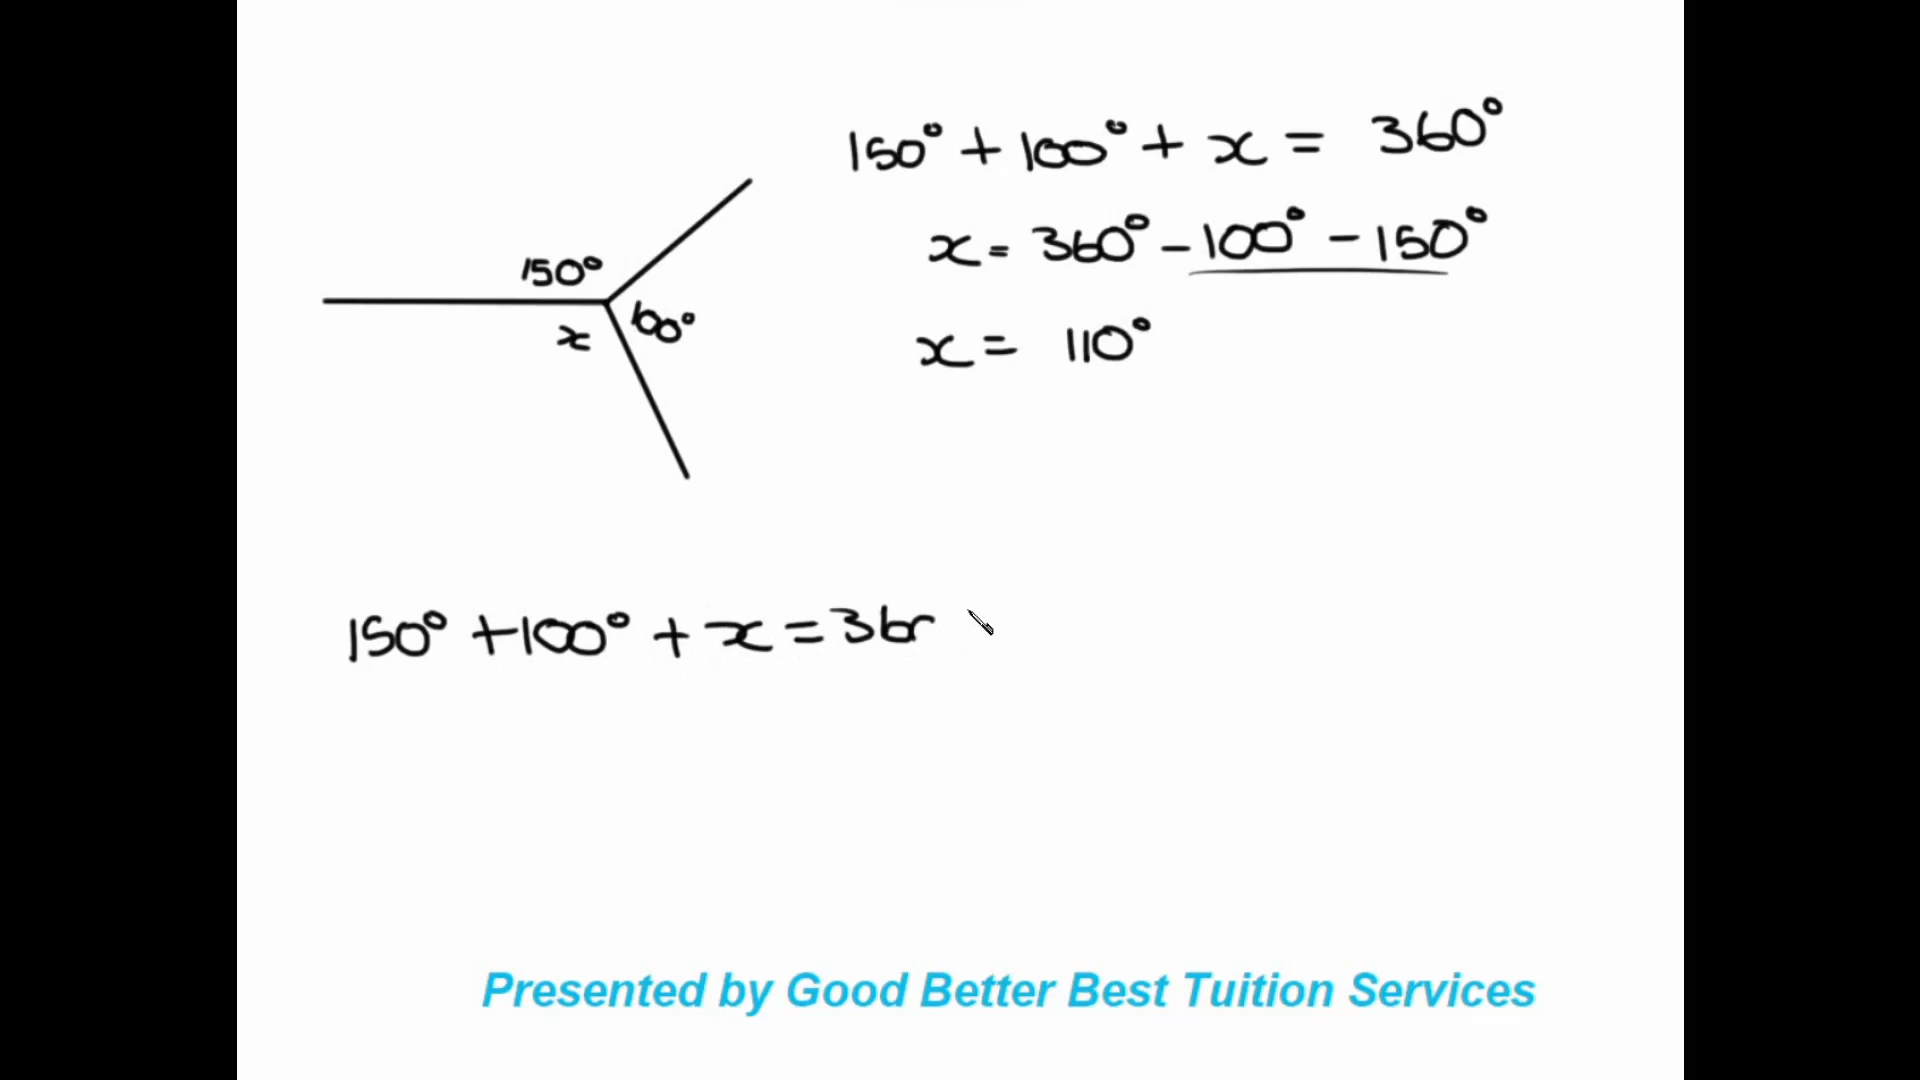 150° + 100° + x = 360°
x = 360° - 100° - 150°
x = 110°
150°
x
100°
150° + 100° + x = 36
Presented by Good Better Best Tuition Services